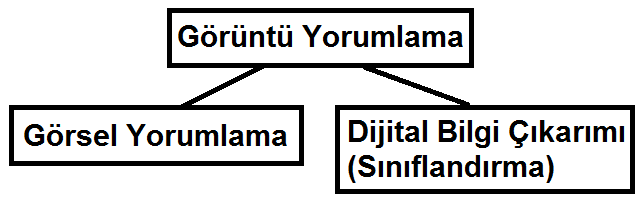 Görüntü Yorumlama
Görsel Yorumlama
Dijital Bilgi Çıkarımı
(Sınıflandırma)